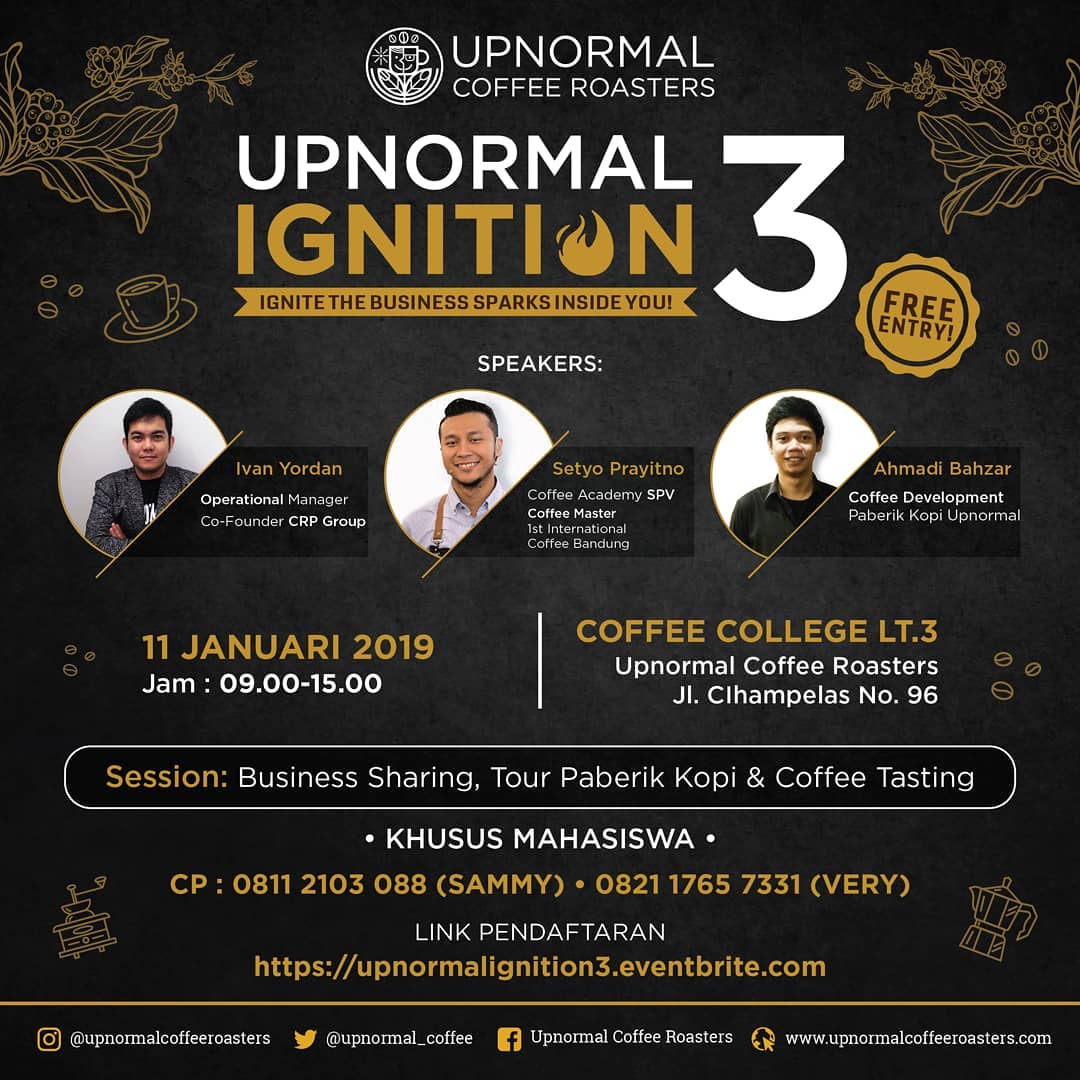 UPNORMAL
COFFEE ROASTERS
UPNORMAL
IGNITION
3
IGNITE THE BUSINESS SPARKS INSIDE YOU!
FREE
ENTRY!
SPEAKERS:
Ivan Yordan
Operational Manager
Co-Founder CRP Group
Setyo Prayitno
Coffee Academy SPV
Coffee Master
1st International
Coffee Bandung
Ahmadi Bahzar
Coffee Development
Paberik Kopi Upnormal
11 JANUARI 2019
Jam : 09.00-15.00
COFFEE COLLEGE LT.3
Upnormal Coffee Roasters
Jl. CIhampelas No. 96
Session: Business Sharing, Tour Paberik Kopi & Coffee Tasting
• KHUSUS MAHASISWA •
CP : 0811 2103 088 (SAMMY) • 0821 1765 7331 (VERY)
LINK PENDAFTARAN
https://upnormalignition3.eventbrite.com
@upnormalcoffeeroasters
@upnormal_coffee
Upnormal Coffee Roasters
www.upnormalcoffeeroasters.com